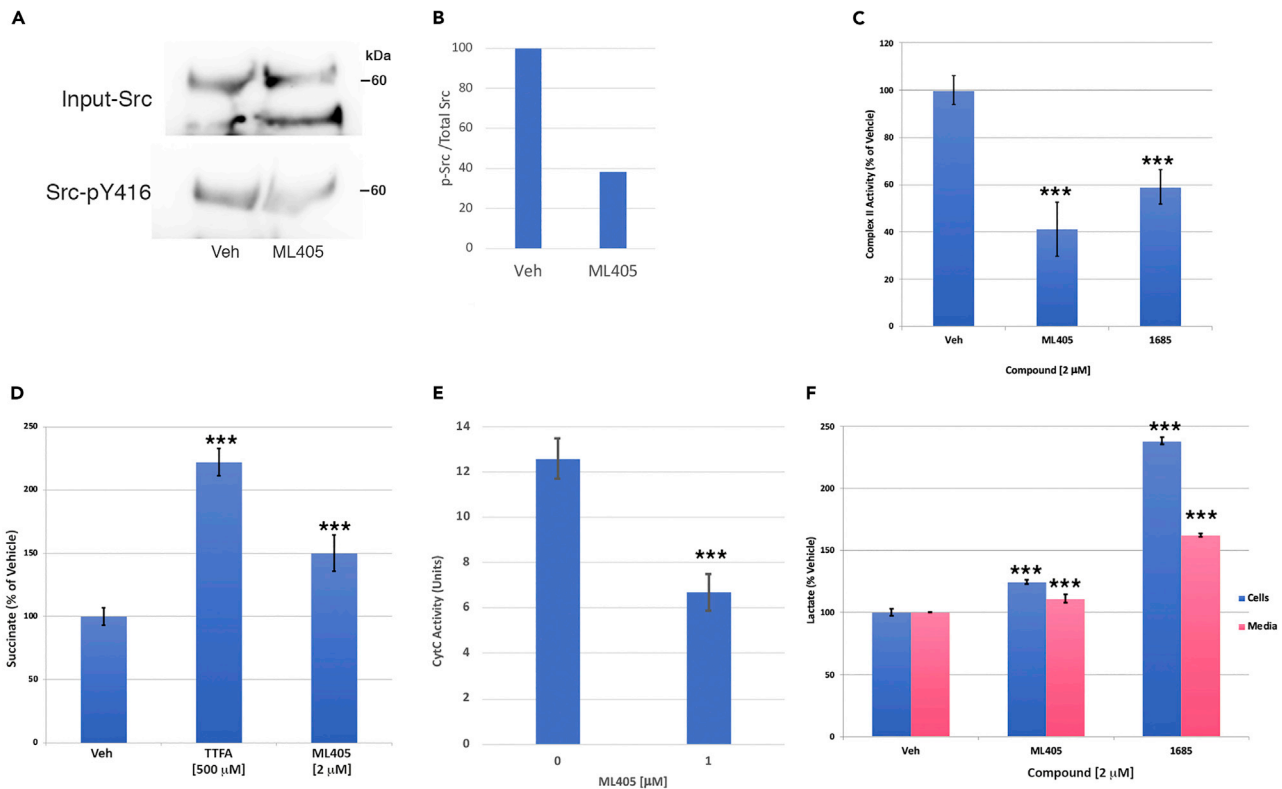 A
kDa
Input-Src
–60
Src-pY416
–60
Veh ML405
B
p-Src /Total Src
100
80
60
40
20
0
Veh ML405
C
Complex II Activity (% of Vehcle)
120
100
80
60
40
20
0
*** ***
Veh ML405 1685
Compound [2 µM]
D
Succinate (% of Vehicle)
250
200
150
100
50
0
***
***
Veh TTFA ML405
[500 µM] [2 µM]
E
CytC Activity (Units)
14
12
10
8
6
4
2
0
***
0 1
ML405 [µM]
F
Lactate (% Vehicle)
250
200
150
100
50
0
*** *** *** ***
Cells
Media
Veh ML405 1685
Compound [2 µM]